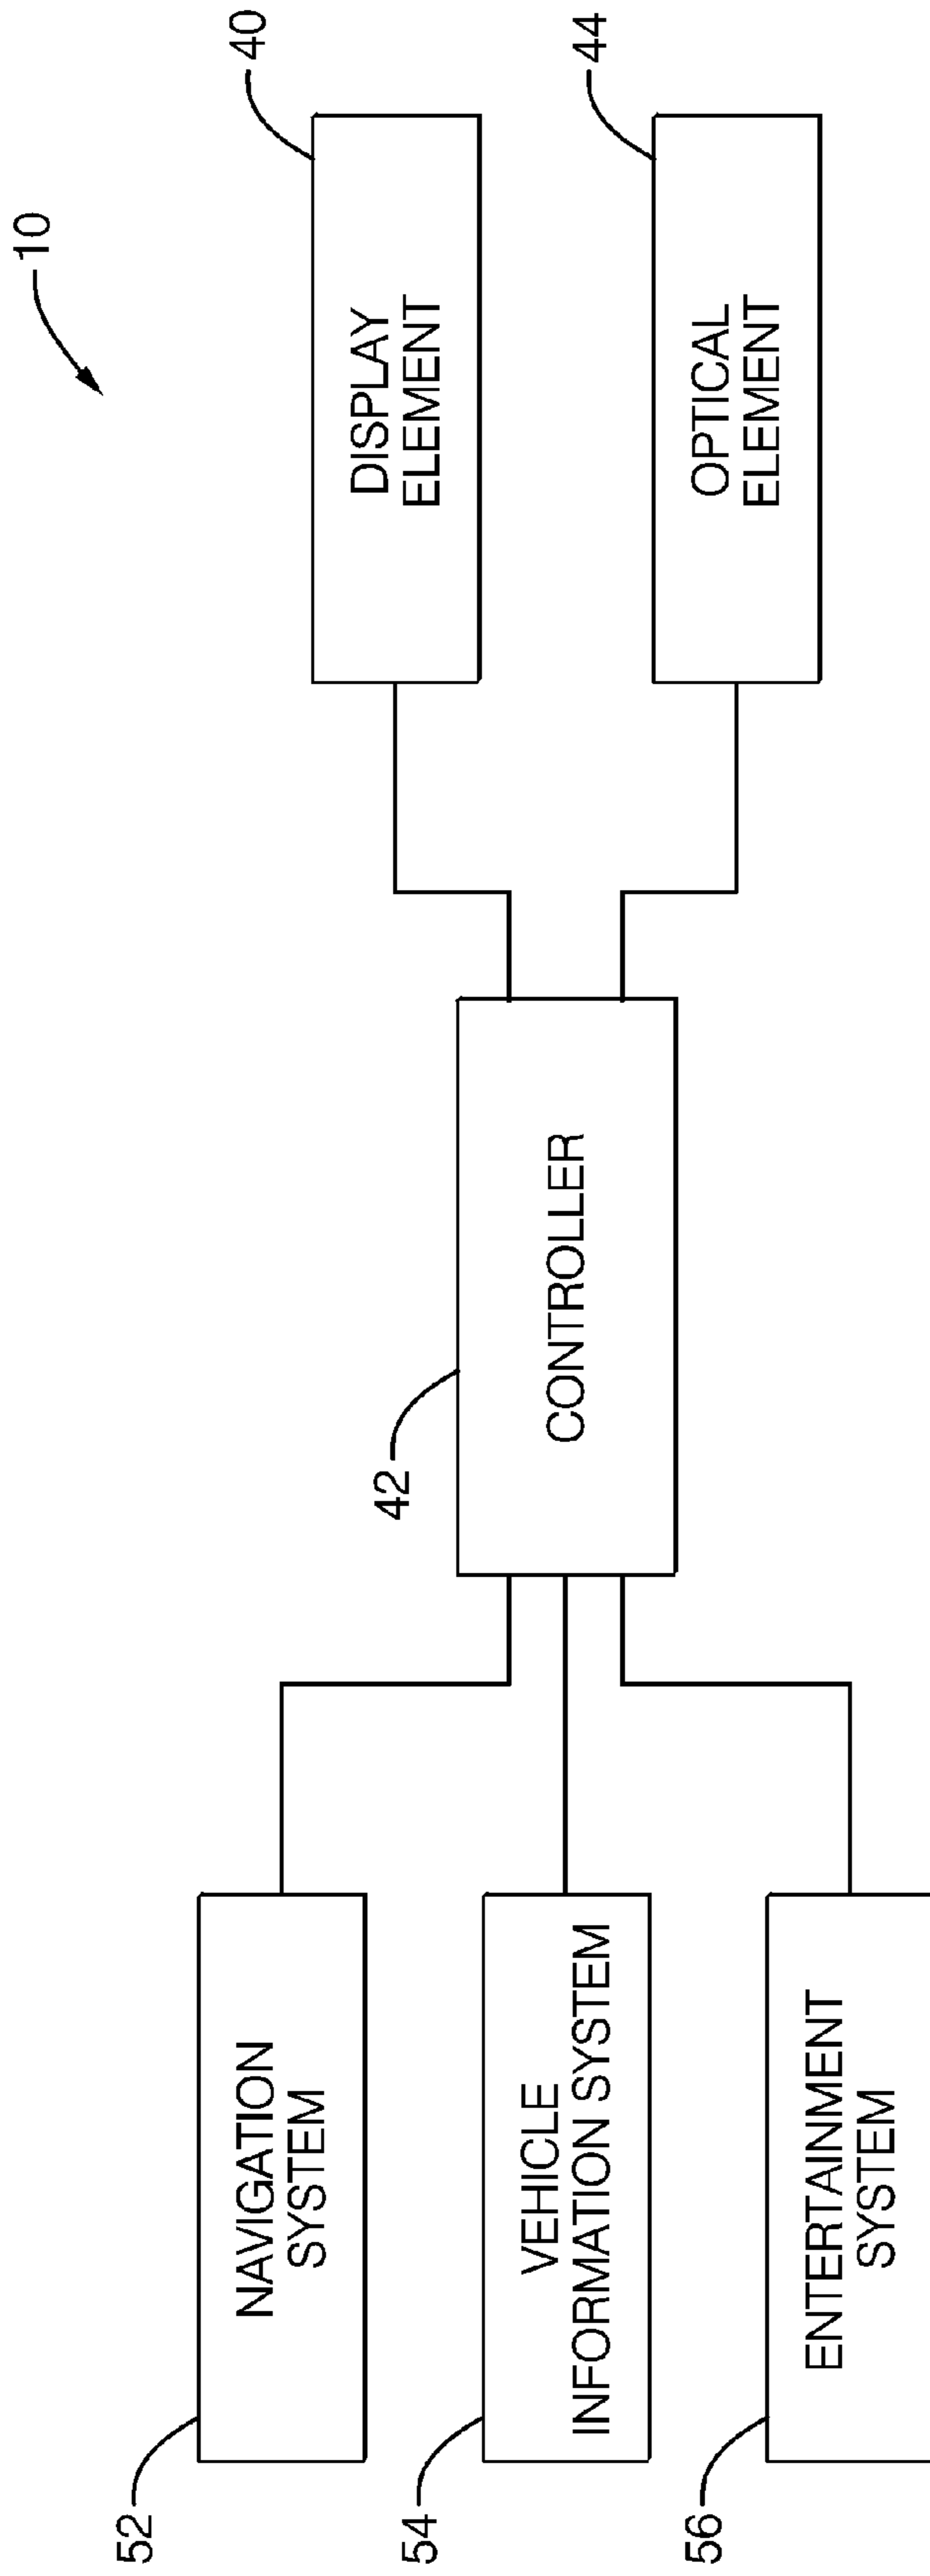 10
52
NAVIGATION
SYSTEM
54
VEHICLE
INFORMATION SYSTEM
56
ENTERTAINMENT
SYSTEM
42
CONTROLLER
40
DISPLAY
ELEMENT
44
OPTICAL
ELEMENT